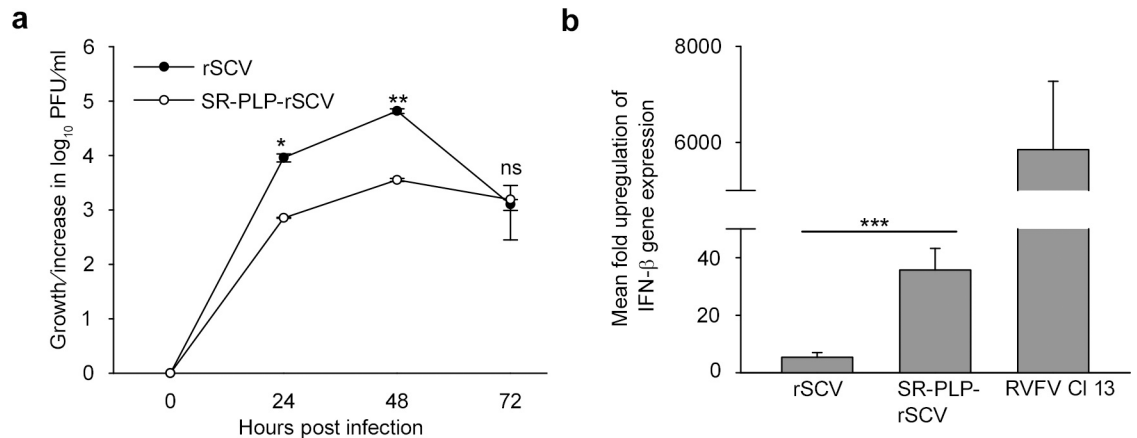 a
Growth/increase in log10 PFU/ml
6
5
4
3
2
1
0
rSCV
SR-PLP-rSCV
*
**
ns
0 24 48 72
Hours post infection
b
Mean fold upregulation of
IFN-β gene expression
8000
6000
40
20
0
***
rSCV SR-PLP- RVFV Cl 13
rSCV